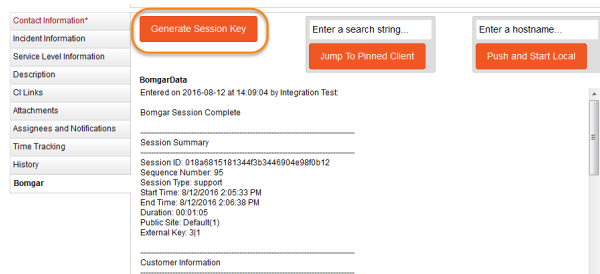 Contact Information*
Incident Information
Service Level Information
Description
CI Links
Attachments
Assignees and Notifications
Time Tracking
History
Bomgar
Generate Session Key
Enter a search string...
Jump To Pinned Client
Enter a hostname...
Push and Start Local
BomgarData
Entered on 2016-08-12 at 14:09:04 by Integration Test:
Bomgar Session Complete
Session Summary
Session ID: 018a6815181344f3b3446904e98f0b12
Sequence Number: 95
Session Type: support
Start Time: 8/12/2016 2:05:33 PM
End Time: 8/12/2016 2:06:38 PM
Duration: 00:01:05
Public Site: Default(1)
External Key: 3|1
Customer Information